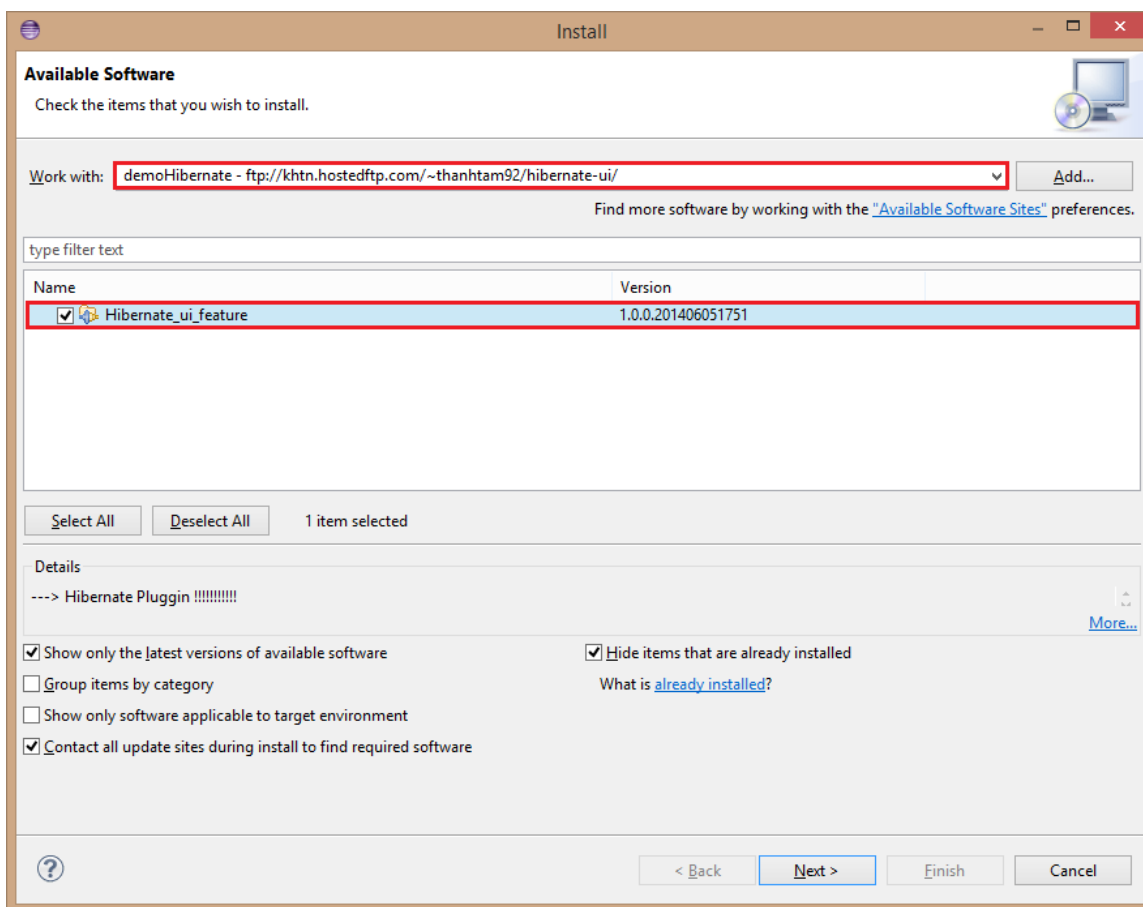 Install
Available Software
Check the items that you wish to install.
Work with: demoHibernate - ftp://khtn.hostedftp.com/~thanhtam92/hibernate-ui/ Add...
Find more software by working with the "Available Software Sites" preferences.
type filter text
Name Version
Hibernate_ui_feature 1.0.0.201406051751
Select All Deselect All 1 item selected
Details
---> Hibernate Pluggin !!!!!!!!!!!
More...
Show only the latest versions of available software Hide items that are already installed
Group items by category What is already installed?
Show only software applicable to target environment
Contact all update sites during install to find required software
? < Back Next > Finish Cancel